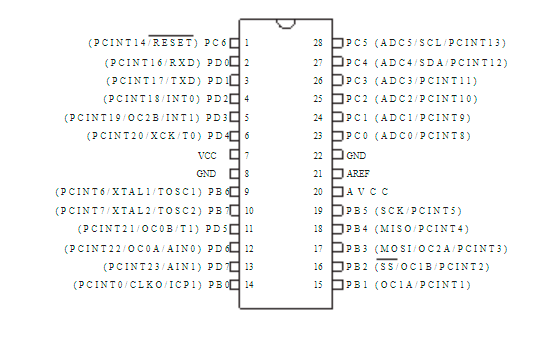 (PCINT14/RESET) PC6 1 28 PC5 (ADC5/SCL/PCINT13)
(PCINT16/RXD) PD0 2 27 PC4 (ADC4/SDA/PCINT12)
(PCINT17/TXD) PD1 3 26 PC3 (ADC3/PCINT11)
(PCINT18/INT0) PD2 4 25 PC2 (ADC2/PCINT10)
(PCINT19/OC2B/INT1) PD3 5 24 PC1 (ADC1/PCINT9)
(PCINT20/XCK/T0) PD4 6 23 PC0 (ADC0/PCINT8)
VCC 7 22 GND
GND 8 21 AREF
(PCINT6/XTAL1/TOSC1) PB6 9 20 AVCC
(PCINT7/XTAL2/TOSC2) PB7 10 19 PB5 (SCK/PCINT5)
(PCINT21/OC0B/T1) PD5 11 18 PB4 (MISO/PCINT4)
(PCINT22/OC0A/AIN0) PD6 12 17 PB3 (MOSI/OC2A/PCINT3)
(PCINT23/AIN1) PD7 13 16 PB2 (SS/OC1B/PCINT2)
(PCINT0/CLKO/ICP1) PB0 14 15 PB1 (OC1A/PCINT1)